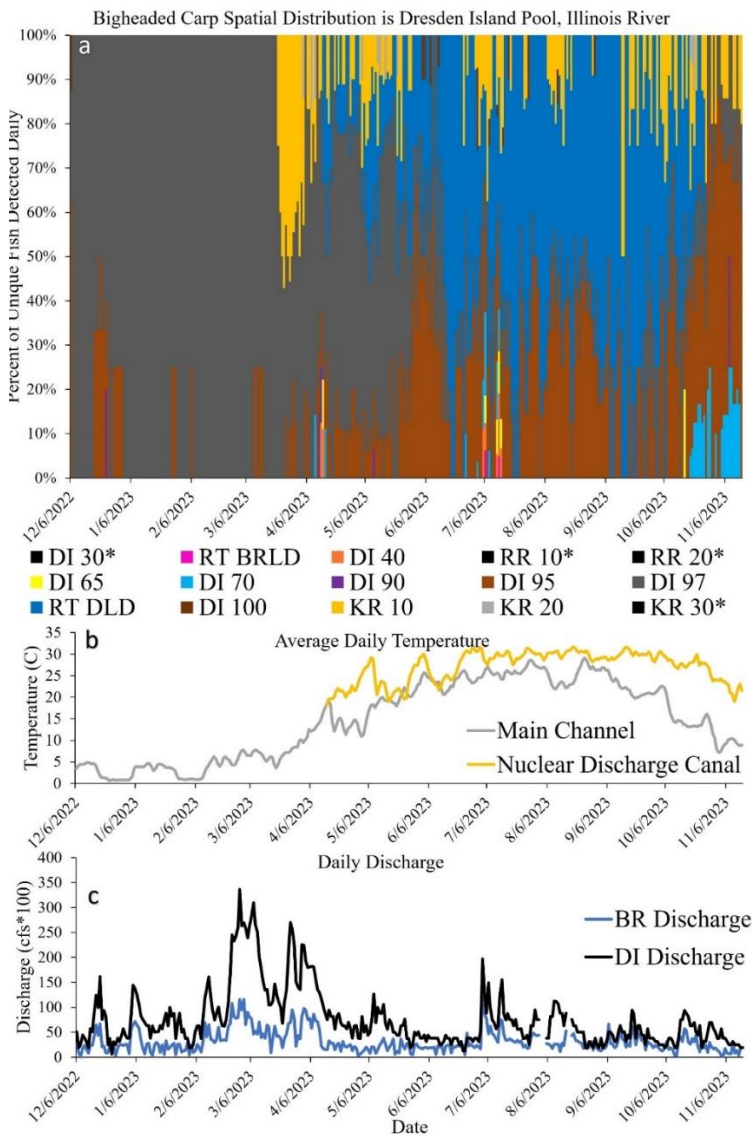 Bigheaded Carp Spatial Distribution is Dresden Island Pool, Illinois River
a
Percent of Unique Fish Detected Daily
100%
90%
80%
70%
60%
50%
40%
30%
20%
10%
0%
12/6/2022 1/6/2023 2/6/2023 3/6/2023 4/6/2023 5/6/2023 6/6/2023 7/6/2023 8/6/2023 9/6/2023 10/6/2023 11/6/2023
DI 30* RT BRLD DI 40 RR 10* RR 20*
DI 65 DI 70 DI 90 DI 95 DI 97
RT DLD DI 100 KR 10 KR 20 KR 30*
b
Average Daily Temperature
Temperature (C)
35
30
25
20
15
10
5
0
Main Channel
Nuclear Discharge Canal
12/6/2022 1/6/2023 2/6/2023 3/6/2023 4/6/2023 5/6/2023 6/6/2023 7/6/2023 8/6/2023 9/6/2023 10/6/2023 11/6/2023
Daily Discharge
c
Discharge (cfs*100)
400
350
300
250
200
150
100
50
0
BR Discharge
DI Discharge
12/6/2022 1/6/2023 2/6/2023 3/6/2023 4/6/2023 5/6/2023 6/6/2023 7/6/2023 8/6/2023 9/6/2023 10/6/2023 11/6/2023
Date